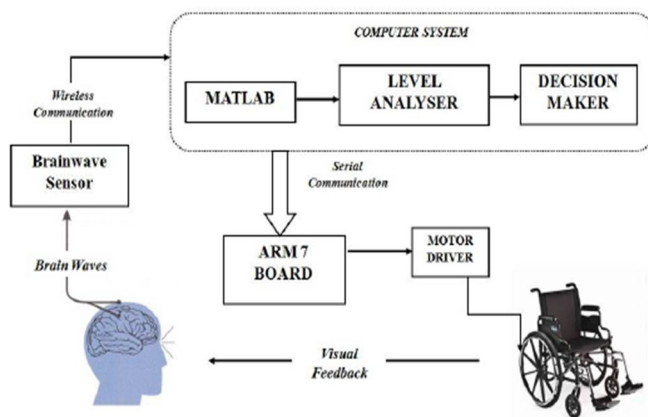 COMPUTER SYSTEM
MATLAB
LEVEL
ANALYSER
DECISION
MAKER
Wireless
Communication
Brainwave
Sensor
Serial
Communication
Brain Waves
ARM 7
BOARD
MOTOR
DRIVER
Visual
Feedback